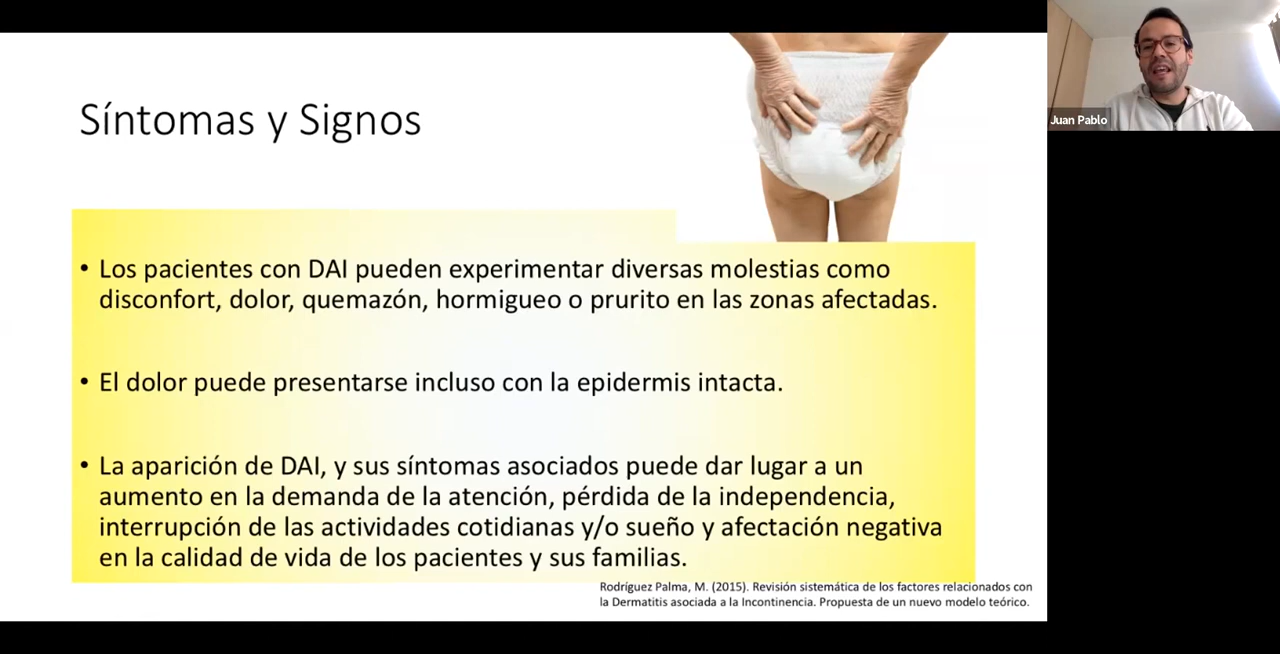 Síntomas y Signos
Juan Pablo
• Los pacientes con DAI pueden experimentar diversas molestias como
disconfort, dolor, quemazón, hormigueo o prurito en las zonas afectadas.
• El dolor puede presentarse incluso con la epidermis intacta.
• La aparición de DAI, y sus síntomas asociados puede dar lugar a un
aumento en la demanda de la atención, pérdida de la independencia,
interrupción de las actividades cotidianas y/o sueño y afectación negativa
en la calidad de vida de los pacientes y sus familias.
Rodríguez Palma, M. (2015). Revisión sistemática de los factores relacionados con
la Dermatitis asociada a la Incontinencia. Propuesta de un nuevo modelo teórico.